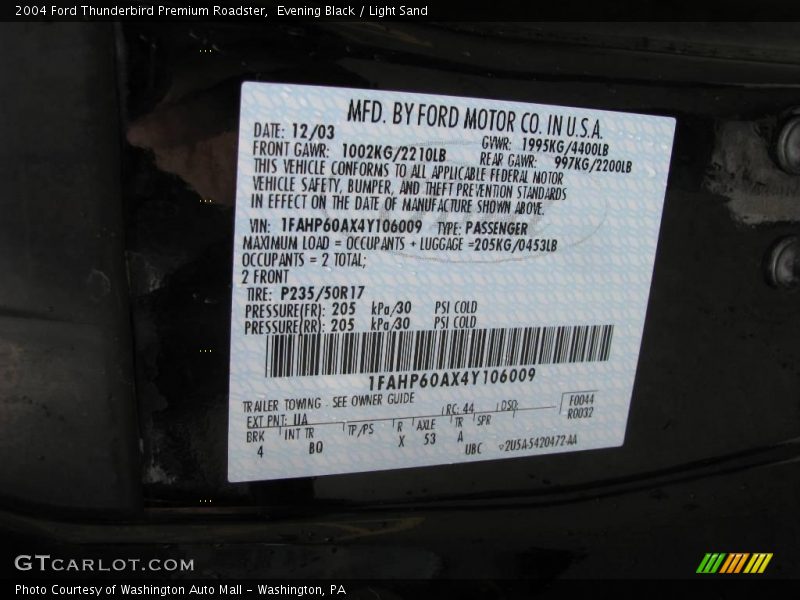 2004 Ford Thunderbird Premium Roadster,  Evening Black / Light Sand
MFD. BY FORD MOTOR CO. IN U.S.A.
DATE: 12/03 GVWR: 1995KG/4400LB
FRONT GAWR: 1002KG/2210LB REAR GAWR: 997KG/2200LB
THIS VEHICLE CONFORMS TO ALL APPLICABLE FEDERAL MOTOR
VEHICLE SAFETY, BUMPER, AND THEFT PREVENTION STANDARDS
IN EFFECT ON THE DATE OF MANUFACTURE SHOWN ABOVE.
VIN: 1FAHP60AX4Y106009 TYPE: PASSENGER
MAXIMUM LOAD = OCCUPANTS + LUGGAGE =205KG/0453LB
OCCUPANTS = 2 TOTAL;
2 FRONT
TIRE: P235/50R17
PRESSURE(FR): 205 kPa/30 PSI COLD
PRESSURE(RR): 205 kPa/30 PSI COLD
1FAHP60AX4Y106009
TRAILER TOWING - SEE OWNER GUIDE
EXT PNT: UA RC: 44 DSO: F0044
R0032
BRK INT TR TP/PS R AXLE TR SPR
4 BQ X 53 A
UBC 2U5A-5420472-AA
GTCARLOT.COM
Photo Courtesy of Washington Auto Mall - Washington, PA